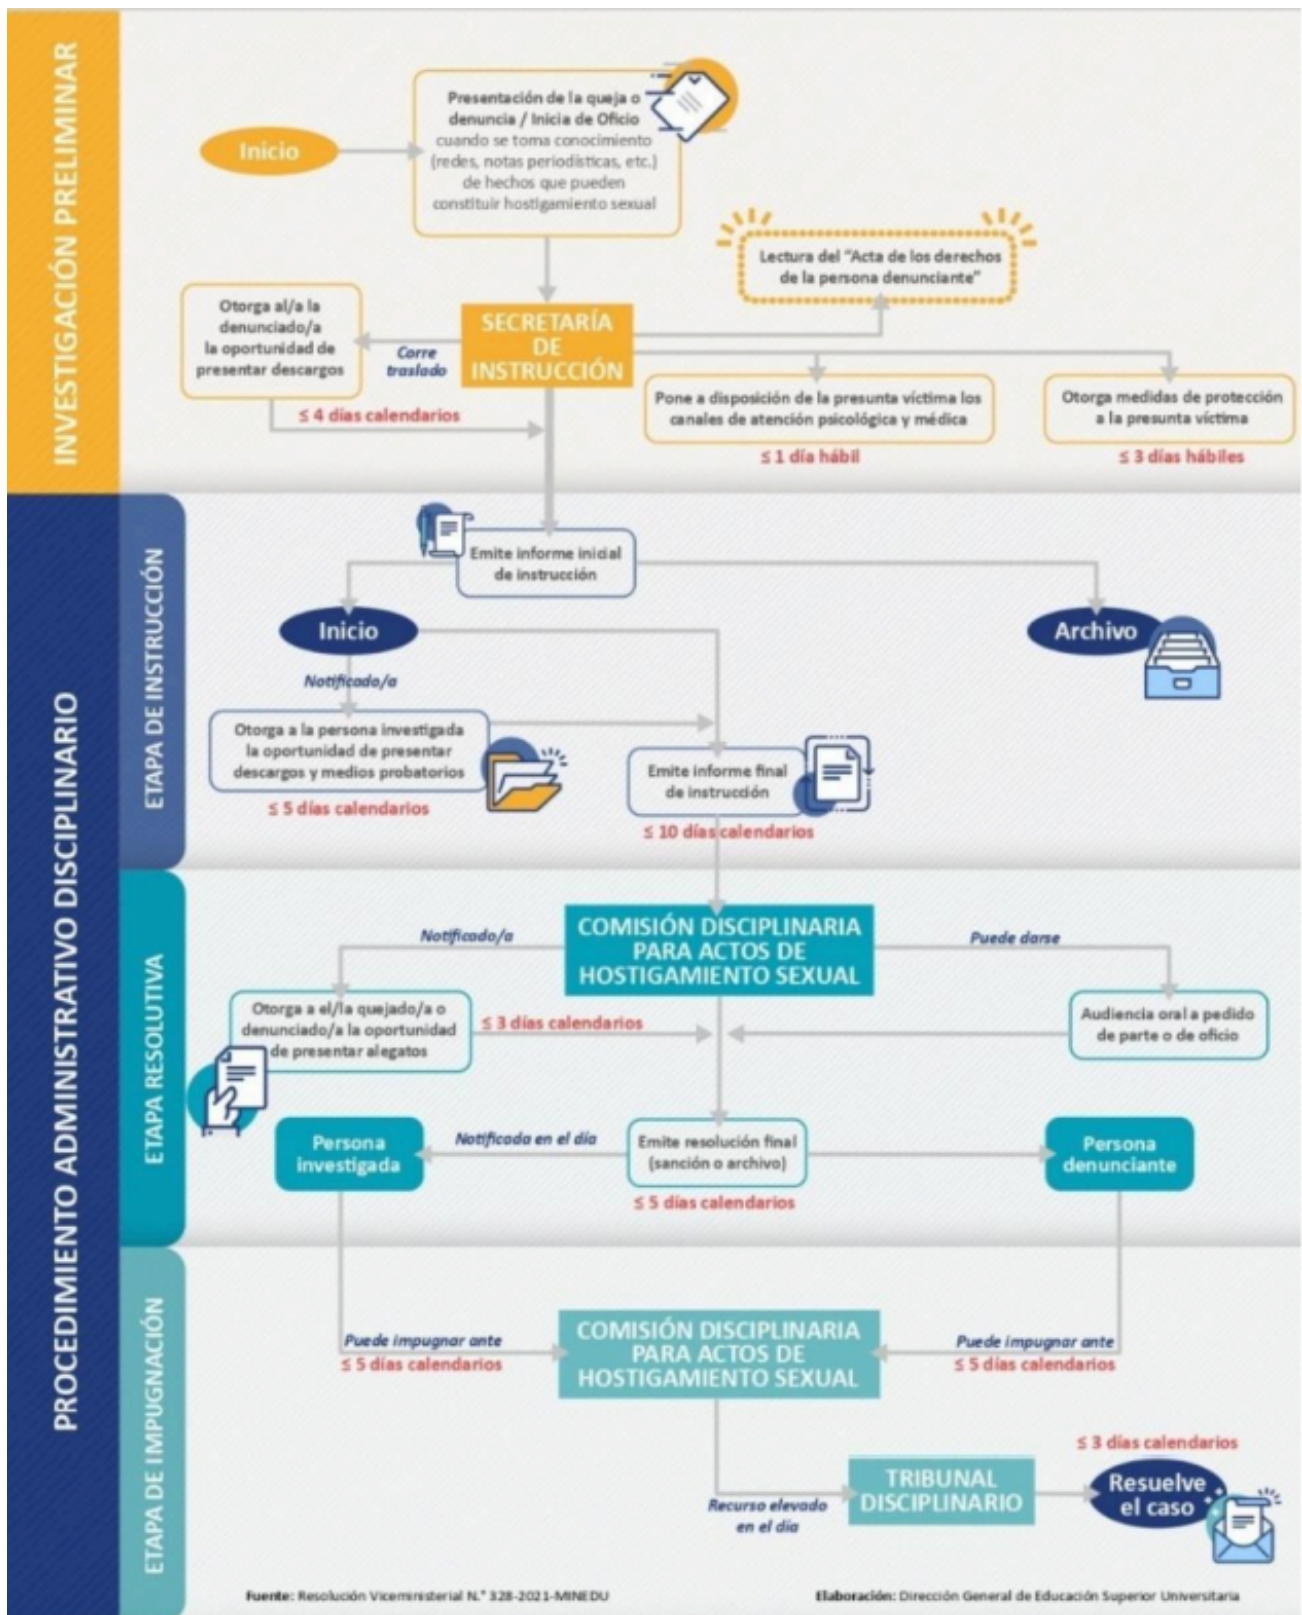 INVESTIGACIÓN PRELIMINAR
Inicio
Presentación de la queja o
denuncia / Inicia de Oficio
cuando se toma conocimiento
(redes, notas periodísticas, etc.)
de hechos que pueden
constituir hostigamiento sexual
Lectura del “Acta de los derechos
de la persona denunciante”
Otorga al/a la
denunciado/a
la oportunidad de
presentar descargos
Corre
traslado
SECRETARÍA
DE
INSTRUCCIÓN
≤ 4 días calendarios
Pone a disposición de la presunta víctima los
canales de atención psicológica y médica
≤ 1 día hábil
Otorga medidas de protección
a la presunta víctima
≤ 3 días hábiles
PROCEDIMIENTO ADMINISTRATIVO DISCIPLINARIO
ETAPA DE INSTRUCCIÓN
Emite informe inicial
de instrucción
Inicio
Archivo
Notificado/a
Otorga a la persona investigada
la oportunidad de presentar
descargos y medios probatorios
≤ 5 días calendarios
Emite informe final
de instrucción
≤ 10 días calendarios
ETAPA RESOLUTIVA
COMISIÓN DISCIPLINARIA
PARA ACTOS DE
HOSTIGAMIENTO SEXUAL
Notificado/a
Puede darse
Otorga a el/la quejado/a o
denunciado/a la oportunidad
de presentar alegatos
≤ 3 días calendarios
Audiencia oral a pedido
de parte o de oficio
Persona
investigada
Notificada en el día
Emite resolución final
(sanción o archivo)
≤ 5 días calendarios
Persona
denunciante
ETAPA DE IMPUGNACIÓN
Puede impugnar ante
≤ 5 días calendarios
COMISIÓN DISCIPLINARIA
PARA ACTOS DE
HOSTIGAMIENTO SEXUAL
Puede impugnar ante
≤ 5 días calendarios
Recurso elevado
en el día
TRIBUNAL
DISCIPLINARIO
≤ 3 días calendarios
Resuelve
el caso
Fuente: Resolución Viceministerial N.° 328-2021-MINEDU
Elaboración: Dirección General de Educación Superior Universitaria